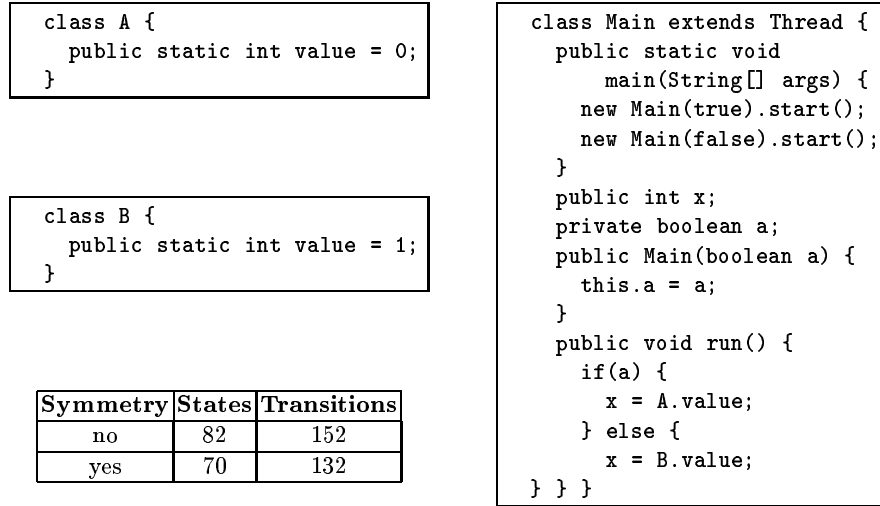 class A {
public static int value = 0;
}
class B {
public static int value = 1;
}
Symmetry States Transitions
no 82 152
yes 70 132
class Main extends Thread {
public static void
main(String[] args) {
new Main(true).start();
new Main(false).start();
}
public int x;
private boolean a;
public Main(boolean a) {
this.a = a;
}
public void run() {
if(a) {
x = A.value;
} else {
x = B.value;
} } }